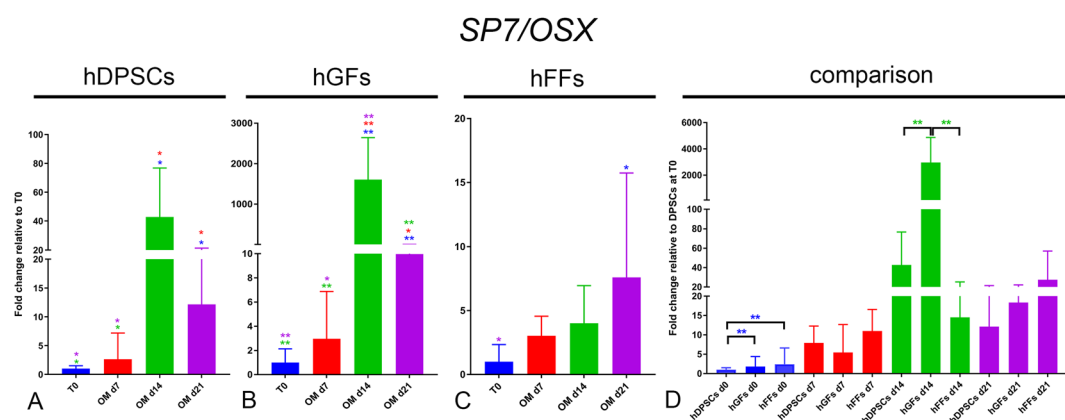 SP7/OSX
hDPSCs
hGFs
hFFs
comparison
Fold change relative to T0
100
80
60
40
20
20
15
10
5
0
*
*
*
*
*
*
*
*
T0
OM d7
OM d14
OM d21
A
3000
2000
1000
10
8
6
4
2
0
**
**
*
**
**
**
**
**
*
**
T0
OM d7
OM d14
OM d21
B
20
15
10
5
0
*
*
T0
OM d7
OM d14
OM d21
C
Fold change relative to DPSCs at T0
6000
4000
2000
100
80
60
40
20
20
15
10
5
0
**
**
**
**
hDPSCs d0
hGFs d0
hFFs d0
hDPSCs d7
hGFs d7
hFFs d7
hDPSCs d14
hGFs d14
hFFs d14
hDPSCs d21
hGFs d21
hFFs d21
D